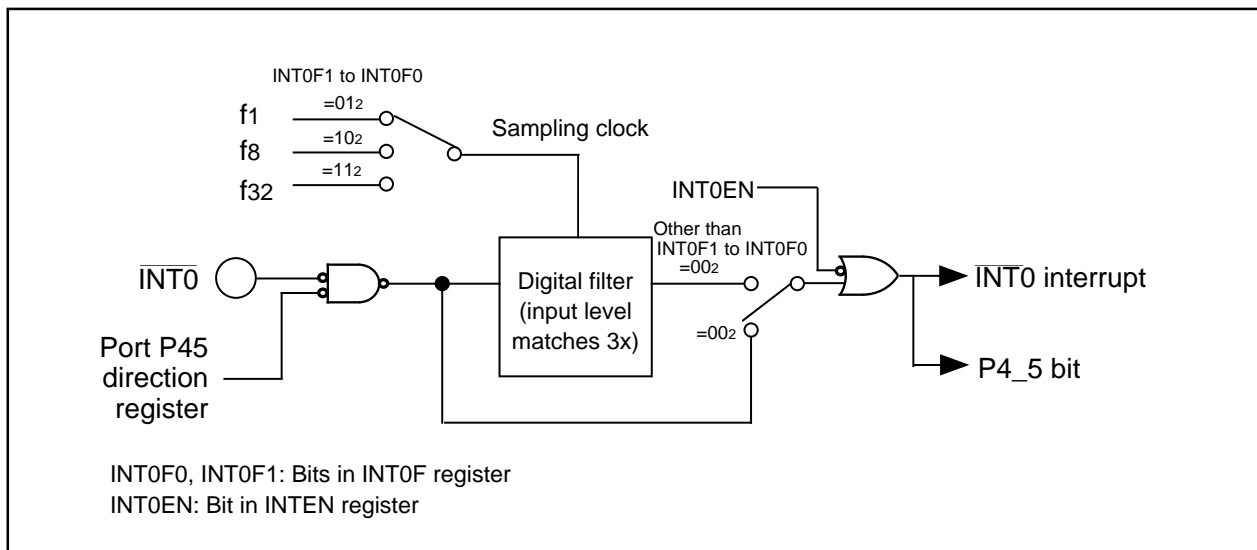 INT0F1 to INT0F0
f1
=012
Sampling clock
f8
=102
f32
=112
INT0EN
Other than
INT0F1 to INT0F0
=002
INT0
Digital filter
(input level
matches 3x)
INT0 interrupt
=002
Port P45
direction
register
P4_5 bit
INT0F0, INT0F1: Bits in INT0F register
INT0EN: Bit in INTEN register